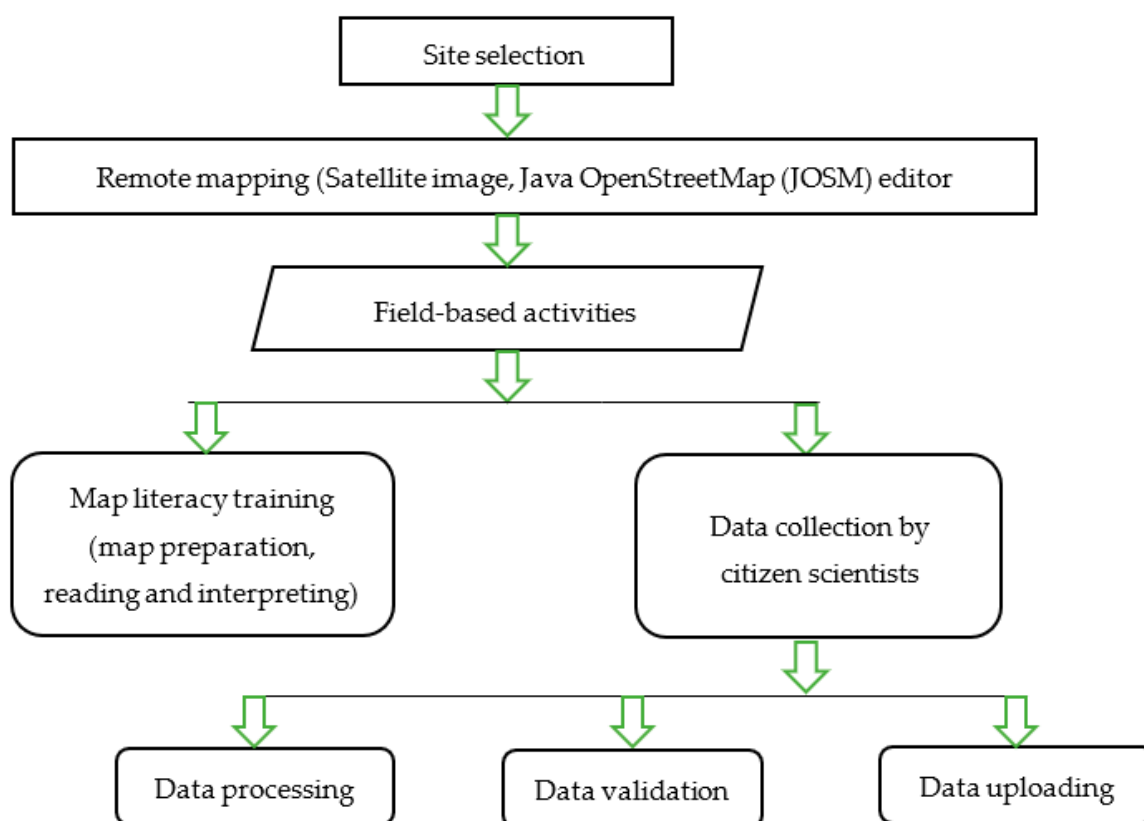 Site selection
Remote mapping (Satellite image, Java OpenStreetMap (JOSM) editor
Field-based activities
Map literacy training
(map preparation,
reading and interpreting)
Data collection by
citizen scientists
Data processing
Data validation
Data uploading